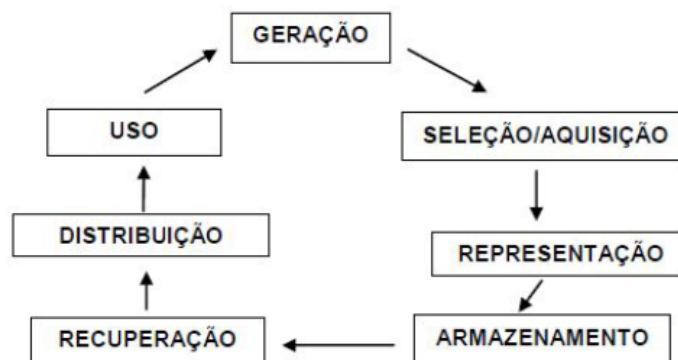 GERAÇÃO
SELEÇÃO/AQUISIÇÃO
REPRESENTAÇÃO
ARMAZENAMENTO
RECUPERAÇÃO
DISTRIBUIÇÃO
USO